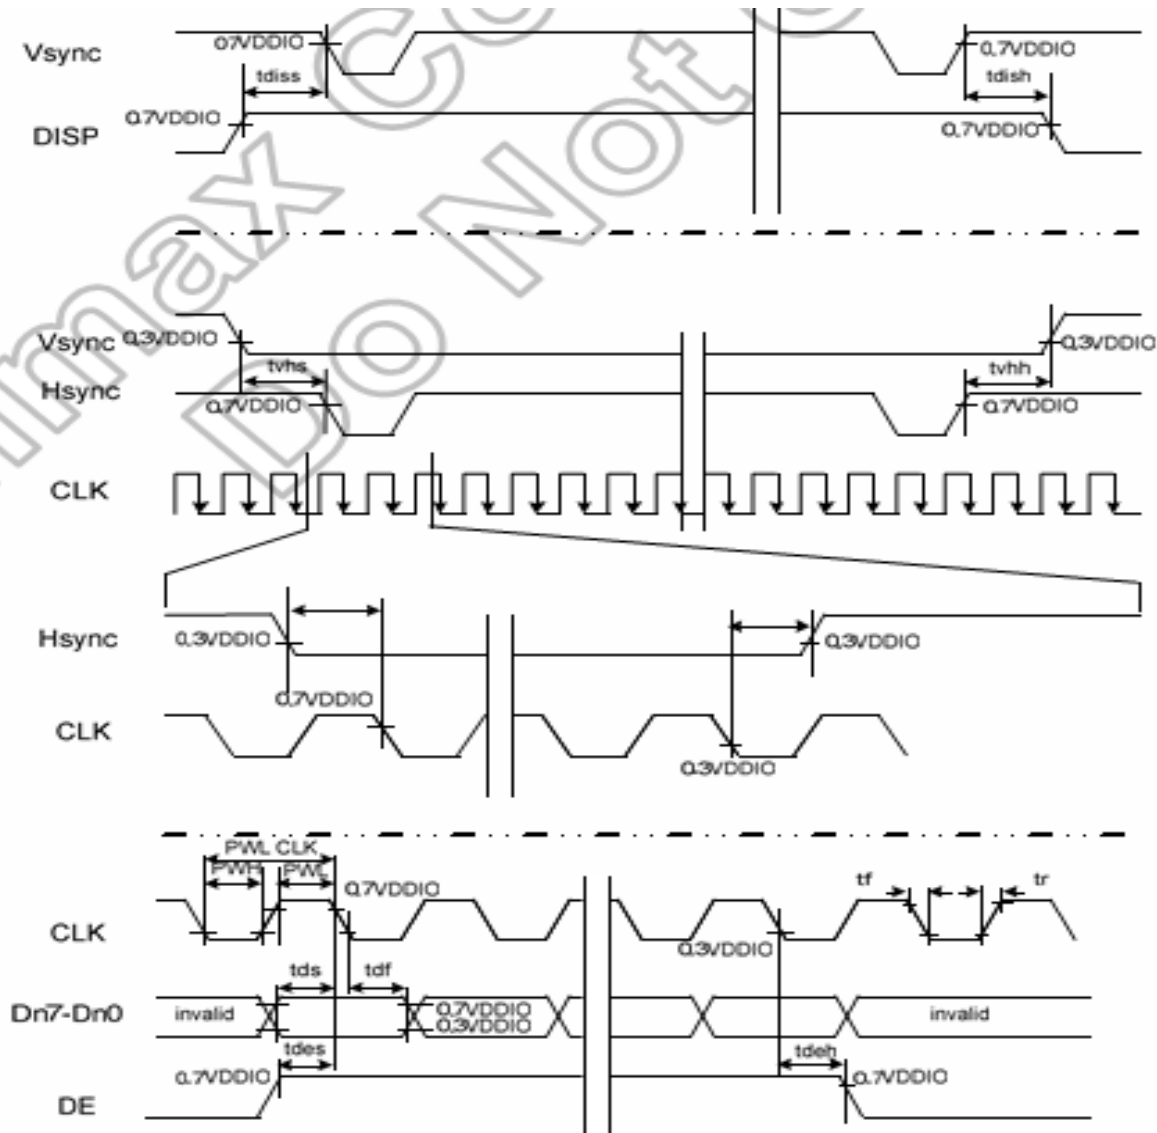 Vsync
0.7VDDIO
0.7VDDIO
tdiss
tdish
DISP
0.7VDDIO
0.7VDDIO
Vsync
0.3VDDIO
0.3VDDIO
tvhs
tvhh
Hsync
0.7VDDIO
0.7VDDIO
CLK
Hsync
0.3VDDIO
0.3VDDIO
0.7VDDIO
CLK
0.3VDDIO
PWL CLK
PWH
PWL
0.7VDDIO
tf
tr
CLK
0.3VDDIO
tds
tdf
Dn7-Dn0
invalid
0.7VDDIO
0.3VDDIO
invalid
tdes
tdeh
0.7VDDIO
0.7VDDIO
DE
Do Not